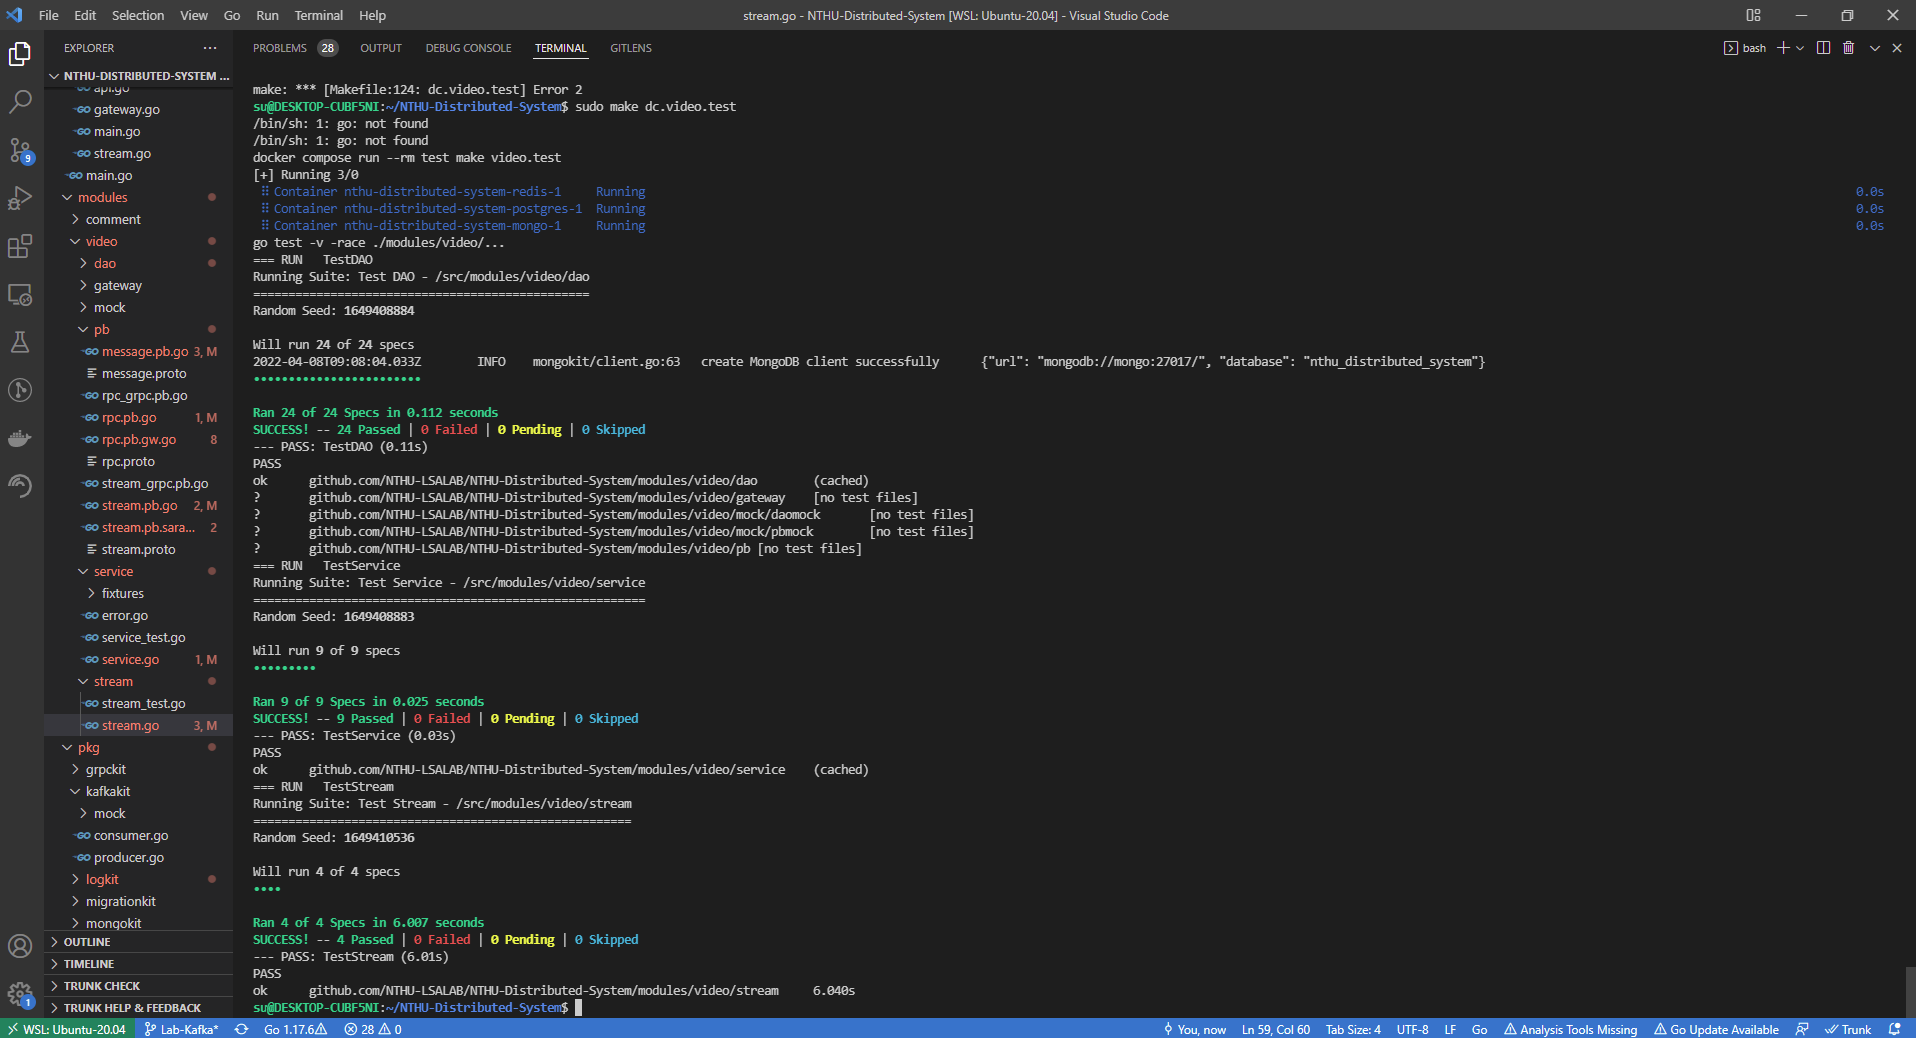 File Edit Selection View Go Run Terminal Help
stream.go - NTHU-Distributed-System [WSL: Ubuntu-20.04] - Visual Studio Code
EXPLORER
NTHU-DISTRIBUTED-SYSTEM ...
api.go
gateway.go
main.go
stream.go
main.go
modules
comment
video
dao
gateway
mock
pb
message.pb.go 3, M
message.proto
rpc_grpc.pb.go
rpc.pb.go 1, M
rpc.pb.gw.go 8
rpc.proto
stream_grpc.pb.go
stream.pb.go 2, M
stream.pb.sara... 2
stream.proto
service
fixtures
error.go
service_test.go
service.go 1, M
stream
stream_test.go
stream.go 3, M
pkg
grpckit
kafkakit
mock
consumer.go
producer.go
logkit
migrationkit
mongokit
OUTLINE
TIMELINE
TRUNK CHECK
TRUNK HELP & FEEDBACK
9
1
PROBLEMS 28 OUTPUT DEBUG CONSOLE TERMINAL GITLENS
bash
make: *** [Makefile:124: dc.video.test] Error 2
su@DESKTOP-CUBF5NI:~/NTHU-Distributed-System$ sudo make dc.video.test
/bin/sh: 1: go: not found
/bin/sh: 1: go: not found
docker compose run --rm test make video.test
[+] Running 3/0
⠿ Container nthu-distributed-system-redis-1 Running 0.0s
⠿ Container nthu-distributed-system-postgres-1 Running 0.0s
⠿ Container nthu-distributed-system-mongo-1 Running 0.0s
go test -v -race ./modules/video/...
=== RUN TestDAO
Running Suite: Test DAO - /src/modules/video/dao
================================================
Random Seed: 1649408884
Will run 24 of 24 specs
2022-04-08T09:08:04.033Z INFO mongokit/client.go:63 create MongoDB client successfully {"url": "mongodb://mongo:27017/", "database": "nthu_distributed_system"}
••••••••••••••••••••••••
Ran 24 of 24 Specs in 0.112 seconds
SUCCESS! -- 24 Passed | 0 Failed | 0 Pending | 0 Skipped
--- PASS: TestDAO (0.11s)
PASS
ok github.com/NTHU-LSALAB/NTHU-Distributed-System/modules/video/dao (cached)
? github.com/NTHU-LSALAB/NTHU-Distributed-System/modules/video/gateway [no test files]
? github.com/NTHU-LSALAB/NTHU-Distributed-System/modules/video/mock/daomock [no test files]
? github.com/NTHU-LSALAB/NTHU-Distributed-System/modules/video/mock/pbmock [no test files]
? github.com/NTHU-LSALAB/NTHU-Distributed-System/modules/video/pb [no test files]
=== RUN TestService
Running Suite: Test Service - /src/modules/video/service
========================================================
Random Seed: 1649408883
Will run 9 of 9 specs
•••••••••
Ran 9 of 9 Specs in 0.025 seconds
SUCCESS! -- 9 Passed | 0 Failed | 0 Pending | 0 Skipped
--- PASS: TestService (0.03s)
PASS
ok github.com/NTHU-LSALAB/NTHU-Distributed-System/modules/video/service (cached)
=== RUN TestStream
Running Suite: Test Stream - /src/modules/video/stream
======================================================
Random Seed: 1649410536
Will run 4 of 4 specs
••••
Ran 4 of 4 Specs in 6.007 seconds
SUCCESS! -- 4 Passed | 0 Failed | 0 Pending | 0 Skipped
--- PASS: TestStream (6.01s)
PASS
ok github.com/NTHU-LSALAB/NTHU-Distributed-System/modules/video/stream 6.040s
su@DESKTOP-CUBF5NI:~/NTHU-Distributed-System$
WSL: Ubuntu-20.04 Lab-Kafka* Go 1.17.6 28 0 You, now Ln 59, Col 60 Tab Size: 4 UTF-8 LF Go Analysis Tools Missing Go Update Available Trunk